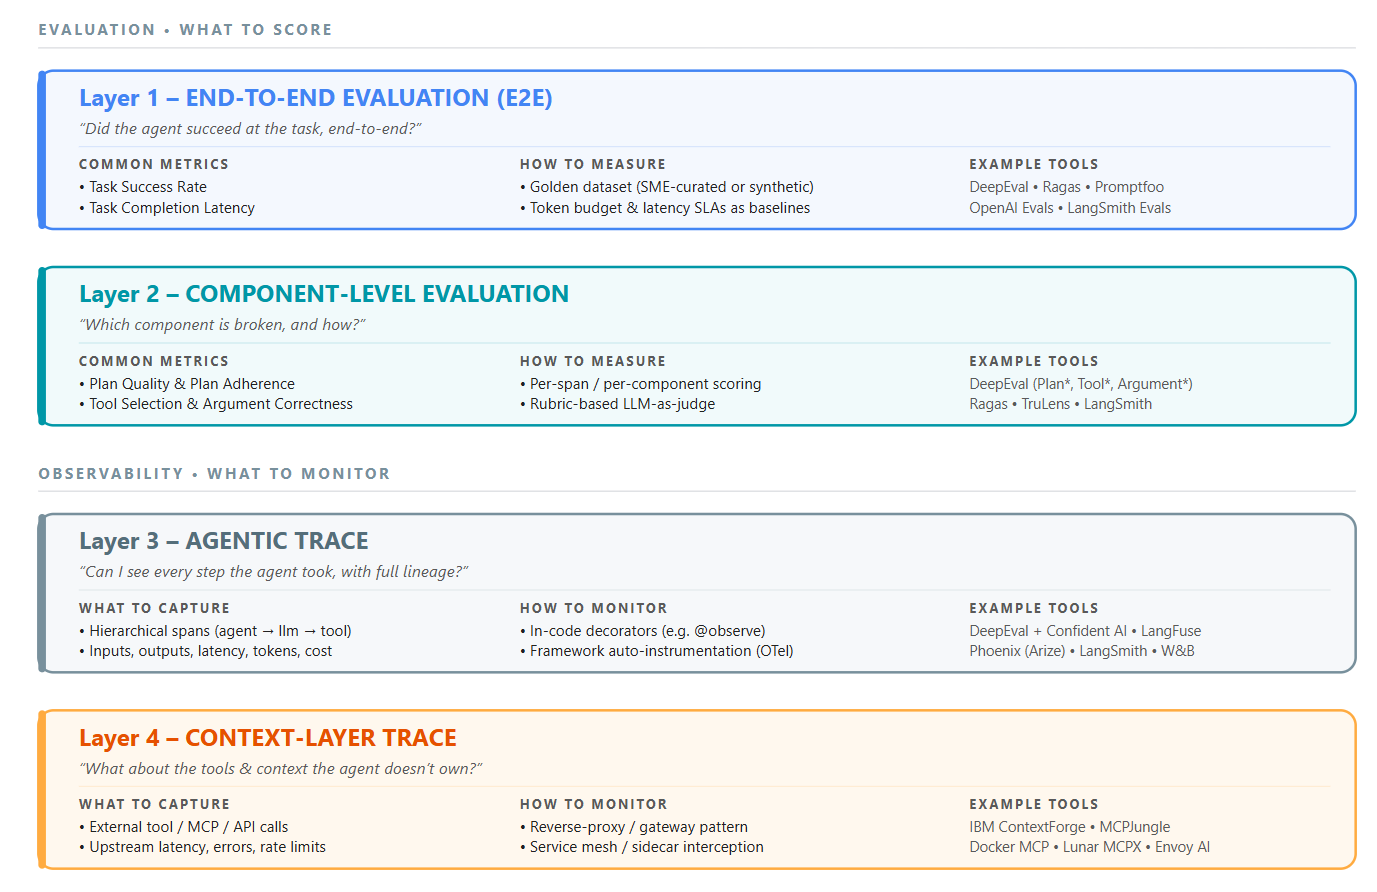 EVALUATION • WHAT TO SCORE
Layer 1 – END-TO-END EVALUATION (E2E)
“Did the agent succeed at the task, end-to-end?”
COMMON METRICS
• Task Success Rate
• Task Completion Latency
HOW TO MEASURE
• Golden dataset (SME-curated or synthetic)
• Token budget & latency SLAs as baselines
EXAMPLE TOOLS
DeepEval • Ragas • Promptfoo
OpenAI Evals • LangSmith Evals
Layer 2 – COMPONENT-LEVEL EVALUATION
“Which component is broken, and how?”
COMMON METRICS
• Plan Quality & Plan Adherence
• Tool Selection & Argument Correctness
HOW TO MEASURE
• Per-span / per-component scoring
• Rubric-based LLM-as-judge
EXAMPLE TOOLS
DeepEval (Plan*, Tool*, Argument*)
Ragas • TruLens • LangSmith
OBSERVABILITY • WHAT TO MONITOR
Layer 3 – AGENTIC TRACE
“Can I see every step the agent took, with full lineage?”
WHAT TO CAPTURE
• Hierarchical spans (agent → llm → tool)
• Inputs, outputs, latency, tokens, cost
HOW TO MONITOR
• In-code decorators (e.g. @observe)
• Framework auto-instrumentation (OTel)
EXAMPLE TOOLS
DeepEval + Confident AI • LangFuse
Phoenix (Arize) • LangSmith • W&B
Layer 4 – CONTEXT-LAYER TRACE
“What about the tools & context the agent doesn’t own?”
WHAT TO CAPTURE
• External tool / MCP / API calls
• Upstream latency, errors, rate limits
HOW TO MONITOR
• Reverse-proxy / gateway pattern
• Service mesh / sidecar interception
EXAMPLE TOOLS
IBM ContextForge • MCPJungle
Docker MCP • Lunar MCPX • Envoy AI